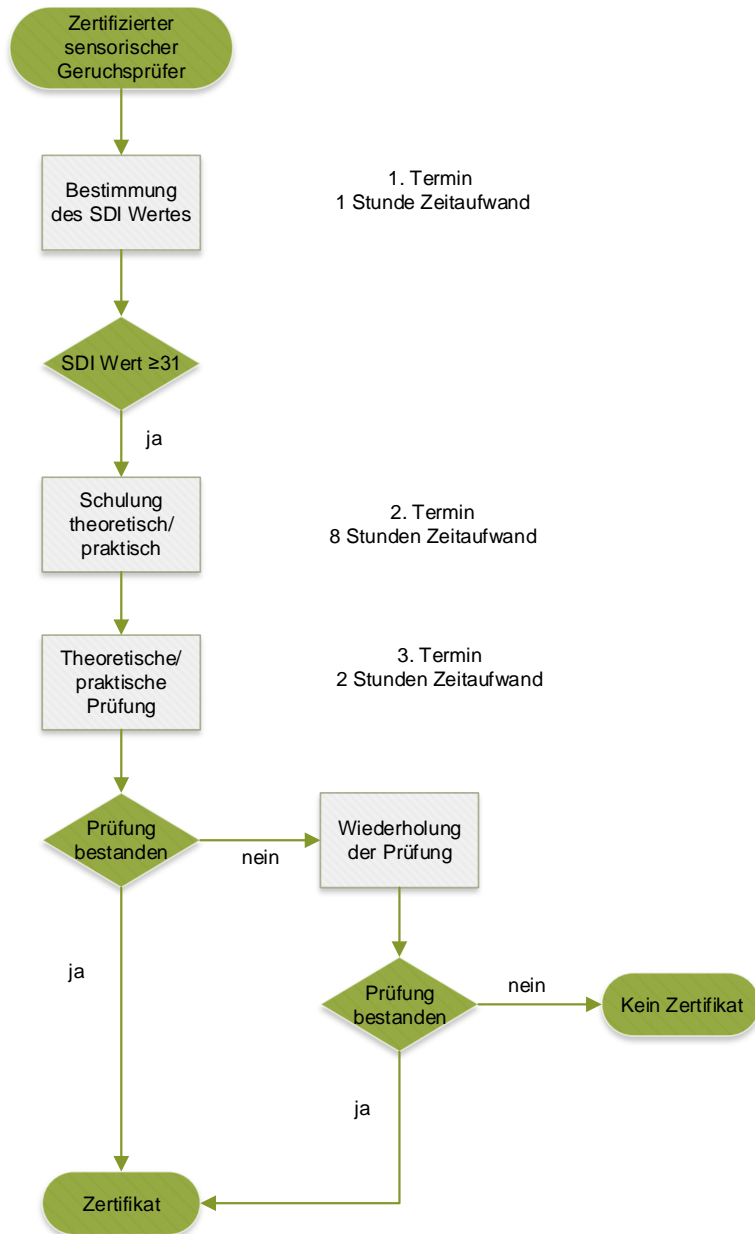 Zertifizierter
sensorischer
Geruchsprüfer
Bestimmung
des SDI Wertes
1. Termin
1 Stunde Zeitaufwand
SDI Wert ≥31
ja
Schulung
theoretisch/
praktisch
2. Termin
8 Stunden Zeitaufwand
Theoretische/
praktische
Prüfung
3. Termin
2 Stunden Zeitaufwand
Prüfung
bestanden
nein
Wiederholung
der Prüfung
ja
Prüfung
bestanden
nein
Kein Zertifikat
ja
Zertifikat